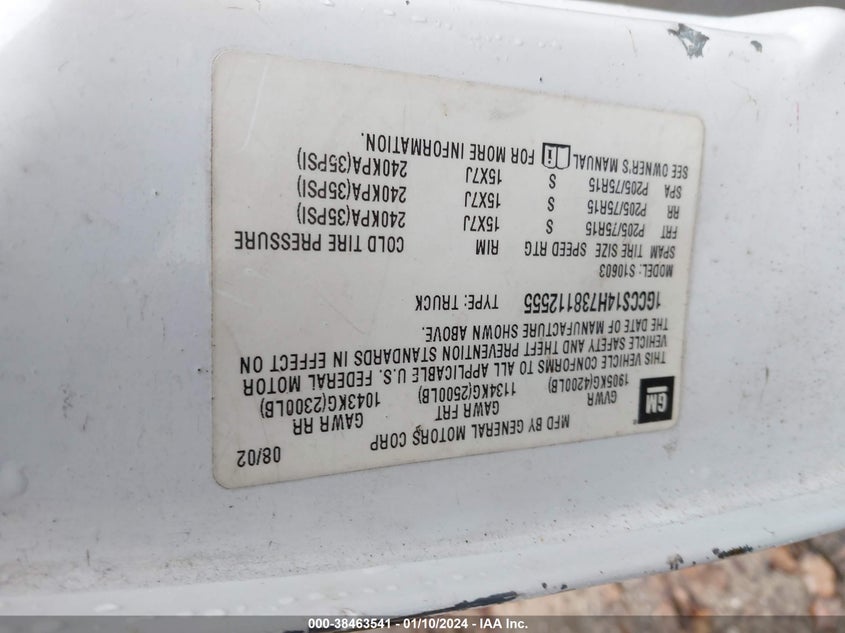 MFD BY GENERAL MOTORS CORP 08/02
GM
GVWR GAWR FRT GAWR RR
1905KG(4200LB) 1134KG(2500LB) 1043KG(2300LB)
THIS VEHICLE CONFORMS TO ALL APPLICABLE U.S. FEDERAL MOTOR
VEHICLE SAFETY AND THEFT PREVENTION STANDARDS IN EFFECT ON
THE DATE OF MANUFACTURE SHOWN ABOVE.
1GCCS14H738112555 TYPE: TRUCK
MODEL: S10603
SPAM TIRE SIZE SPEED RTG RIM COLD TIRE PRESSURE
FRT P205/75R15 S 15X7J 240KPA(35PSI)
RR P205/75R15 S 15X7J 240KPA(35PSI)
SPA P205/75R15 S 15X7J 240KPA(35PSI)
SEE OWNER'S MANUAL i FOR MORE INFORMATION.
000-38463541 - 01/10/2024 - IAA Inc.